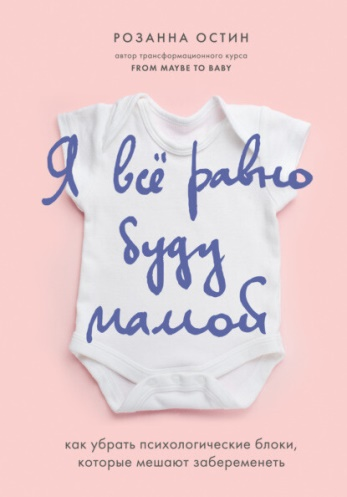 РОЗАННА ОСТИН
автор трансформационного курса
FROM MAYBE TO BABY
Я всё равно
буду
мамой
как убрать психологические блоки,
которые мешают забеременеть